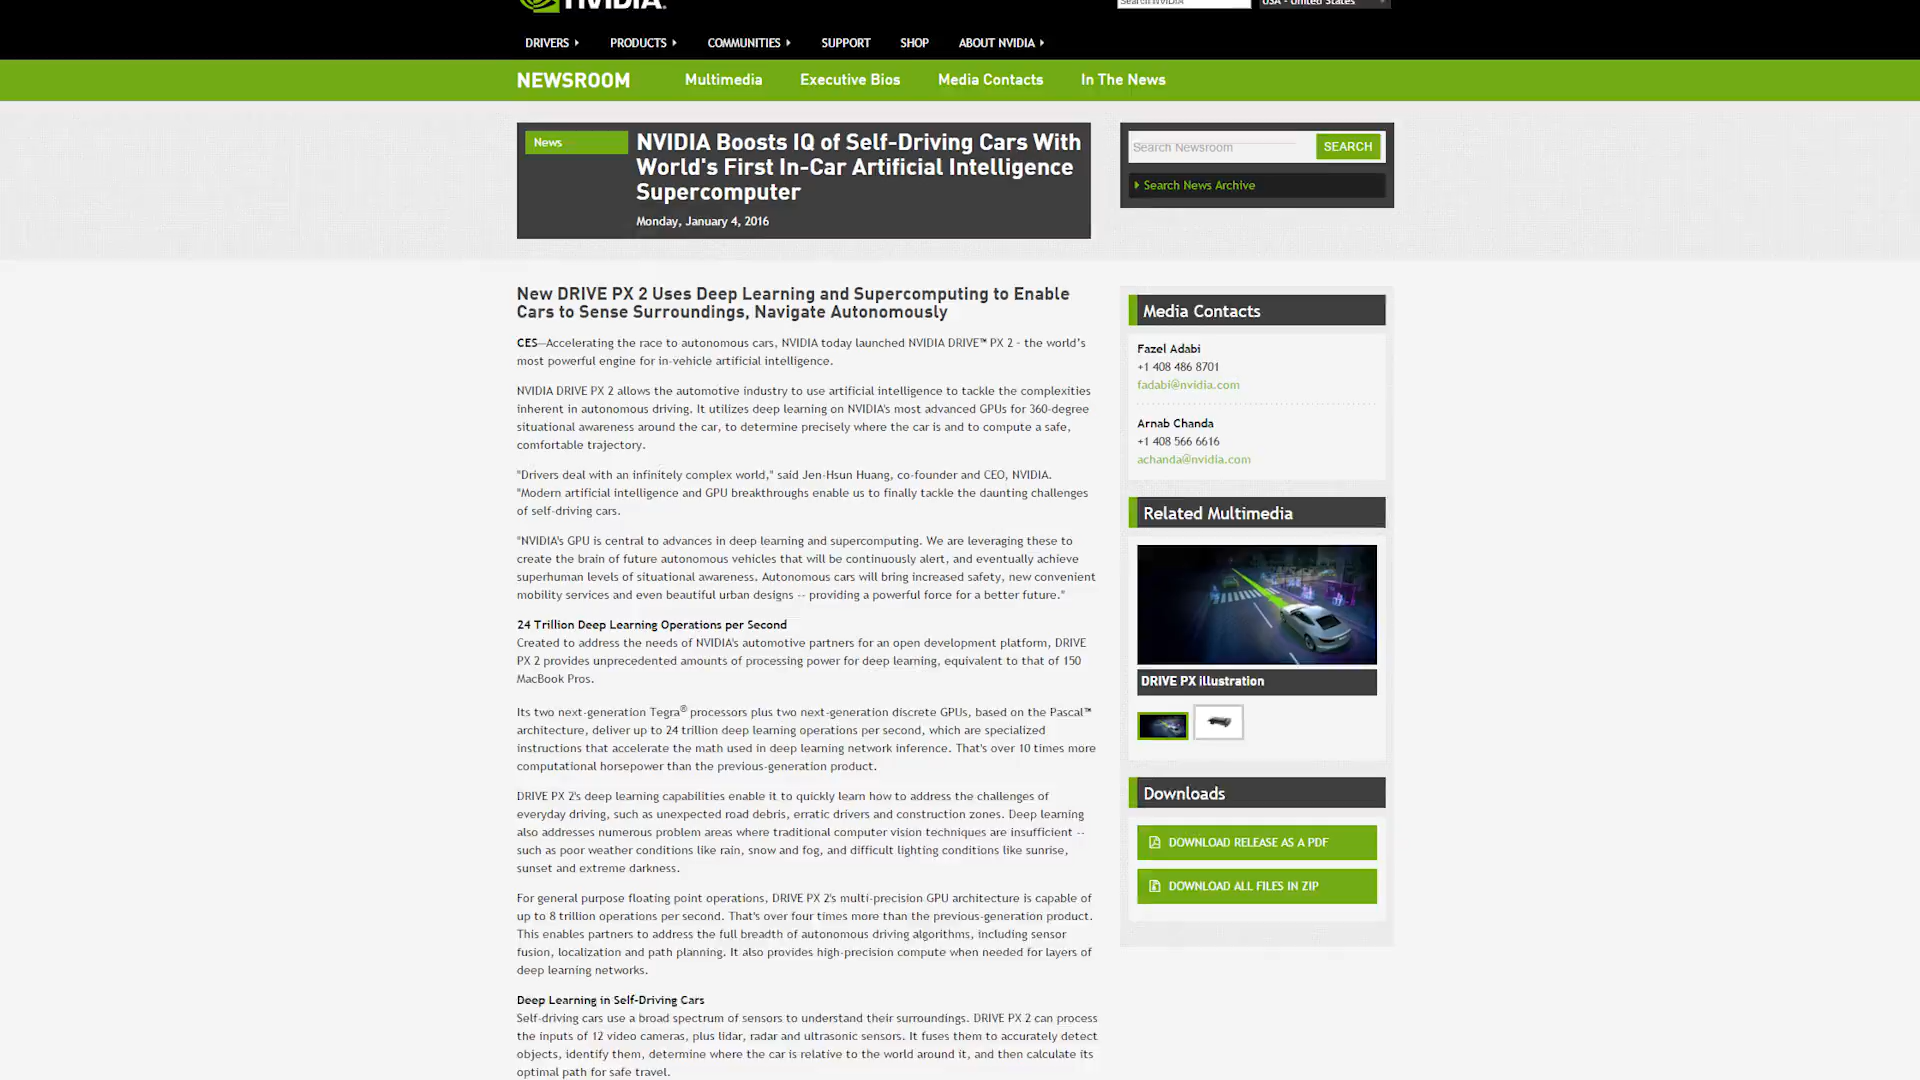 NVIDIA.
Search NVIDIA
USA - United States
DRIVERS
PRODUCTS
COMMUNITIES
SUPPORT
SHOP
ABOUT NVIDIA
NEWSROOM
Multimedia
Executive Bios
Media Contacts
In The News
News
NVIDIA Boosts IQ of Self-Driving Cars With
World's First In-Car Artificial Intelligence
Supercomputer
Monday, January 4, 2016
Search Newsroom
SEARCH
Search News Archive
New DRIVE PX 2 Uses Deep Learning and Supercomputing to Enable
Cars to Sense Surroundings, Navigate Autonomously
CES—Accelerating the race to autonomous cars, NVIDIA today launched NVIDIA DRIVE™ PX 2 - the world's
most powerful engine for in-vehicle artificial intelligence.
NVIDIA DRIVE PX 2 allows the automotive industry to use artificial intelligence to tackle the complexities
inherent in autonomous driving. It utilizes deep learning on NVIDIA's most advanced GPUs for 360-degree
situational awareness around the car, to determine precisely where the car is and to compute a safe,
comfortable trajectory.
"Drivers deal with an infinitely complex world," said Jen-Hsun Huang, co-founder and CEO, NVIDIA.
"Modern artificial intelligence and GPU breakthroughs enable us to finally tackle the daunting challenges
of self-driving cars.
"NVIDIA's GPU is central to advances in deep learning and supercomputing. We are leveraging these to
create the brain of future autonomous vehicles that will be continuously alert, and eventually achieve
superhuman levels of situational awareness. Autonomous cars will bring increased safety, new convenient
mobility services and even beautiful urban designs -- providing a powerful force for a better future."
24 Trillion Deep Learning Operations per Second
Created to address the needs of NVIDIA's automotive partners for an open development platform, DRIVE
PX 2 provides unprecedented amounts of processing power for deep learning, equivalent to that of 150
MacBook Pros.
Its two next-generation Tegra® processors plus two next-generation discrete GPUs, based on the Pascal™
architecture, deliver up to 24 trillion deep learning operations per second, which are specialized
instructions that accelerate the math used in deep learning network inference. That's over 10 times more
computational horsepower than the previous-generation product.
DRIVE PX 2's deep learning capabilities enable it to quickly learn how to address the challenges of
everyday driving, such as unexpected road debris, erratic drivers and construction zones. Deep learning
also addresses numerous problem areas where traditional computer vision techniques are insufficient --
such as poor weather conditions like rain, snow and fog, and difficult lighting conditions like sunrise,
sunset and extreme darkness.
For general purpose floating point operations, DRIVE PX 2's multi-precision GPU architecture is capable of
up to 8 trillion operations per second. That's over four times more than the previous-generation product.
This enables partners to address the full breadth of autonomous driving algorithms, including sensor
fusion, localization and path planning. It also provides high-precision compute when needed for layers of
deep learning networks.
Deep Learning in Self-Driving Cars
Self-driving cars use a broad spectrum of sensors to understand their surroundings. DRIVE PX 2 can process
the inputs of 12 video cameras, plus lidar, radar and ultrasonic sensors. It fuses them to accurately detect
objects, identify them, determine where the car is relative to the world around it, and then calculate its
optimal path for safe travel.
Media Contacts
Fazel Adabi
+1 408 486 8701
fadabi@nvidia.com
Arnab Chanda
+1 408 566 6616
achanda@nvidia.com
Related Multimedia
DRIVE PX illustration
Downloads
DOWNLOAD RELEASE AS A PDF
DOWNLOAD ALL FILES IN ZIP